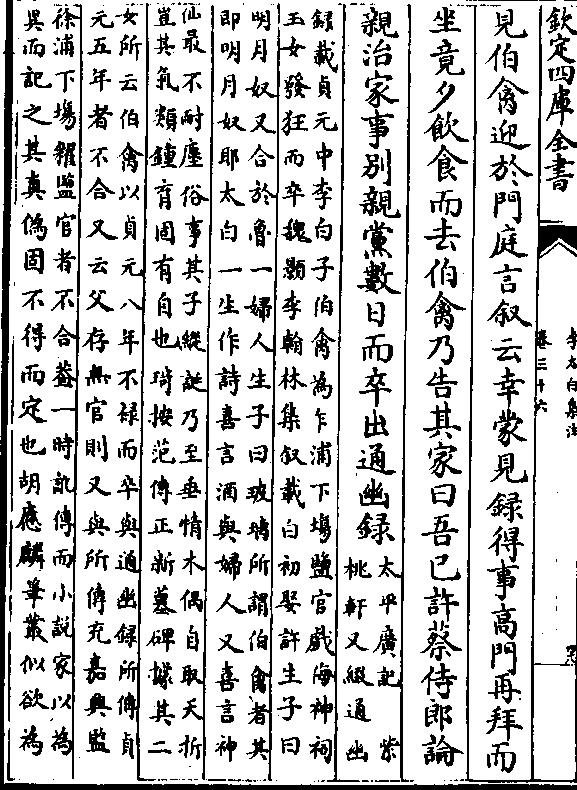 欽定四庫全書
李太白集注
卷三十六
見伯禽迎於門庭言叙云幸蒙見録得事高門再拜而
坐竟夕飲食而去伯禽乃告其家曰吾已許蔡侍郎論
親治家事别親黨數日而卒出通幽録
太平廣記 紫
桃軒又綴通幽
録載貞元中李白子伯禽為乍浦下塲鹽官戯侮神祠
玉女發狂而卒魏顥李翰林集叙載白初娶許生子曰
明月奴又合於魯一婦人生子曰玻璃所謂伯禽者其
即明月奴耶太白一生作詩喜言酒與婦人又喜言神
仙最不耐塵俗事其子縱誕乃至垂情木偶自取夭折
豈其氣類鍾育固有自也琦按范傳正新墓碑據其二
女所云伯禽以貞元八年不禄而卒與通幽録所傳貞
元五年者不合又云父存無官則又與所傳充嘉興監
徐浦下塲糴監官者不合葢一時訛傳而小説家以為
異而記之其真僞固不得而定也胡應麟筆叢似欲為